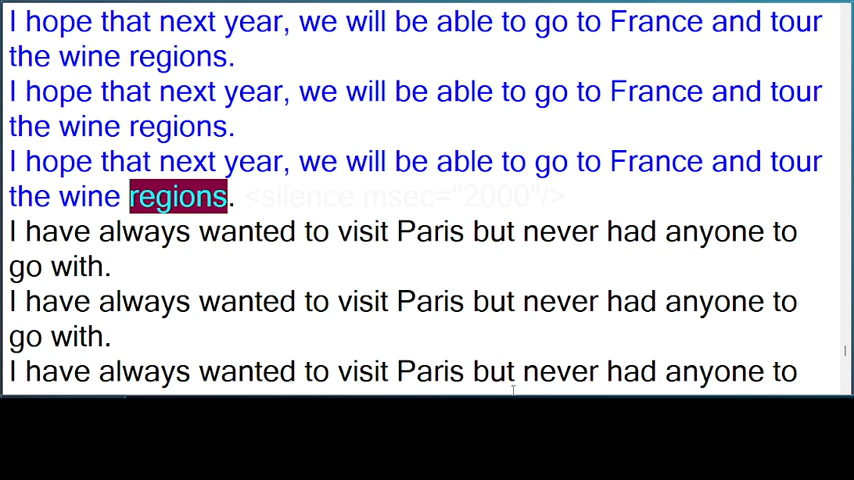 I hope that next year, we will be able to go to France and tour
the wine regions.
I hope that next year, we will be able to go to France and tour
the wine regions.
I hope that next year, we will be able to go to France and tour
the wine regions. <silence msec="2000"/>
I have always wanted to visit Paris but never had anyone to
go with.
I have always wanted to visit Paris but never had anyone to
go with.
I have always wanted to visit Paris but never had anyone to